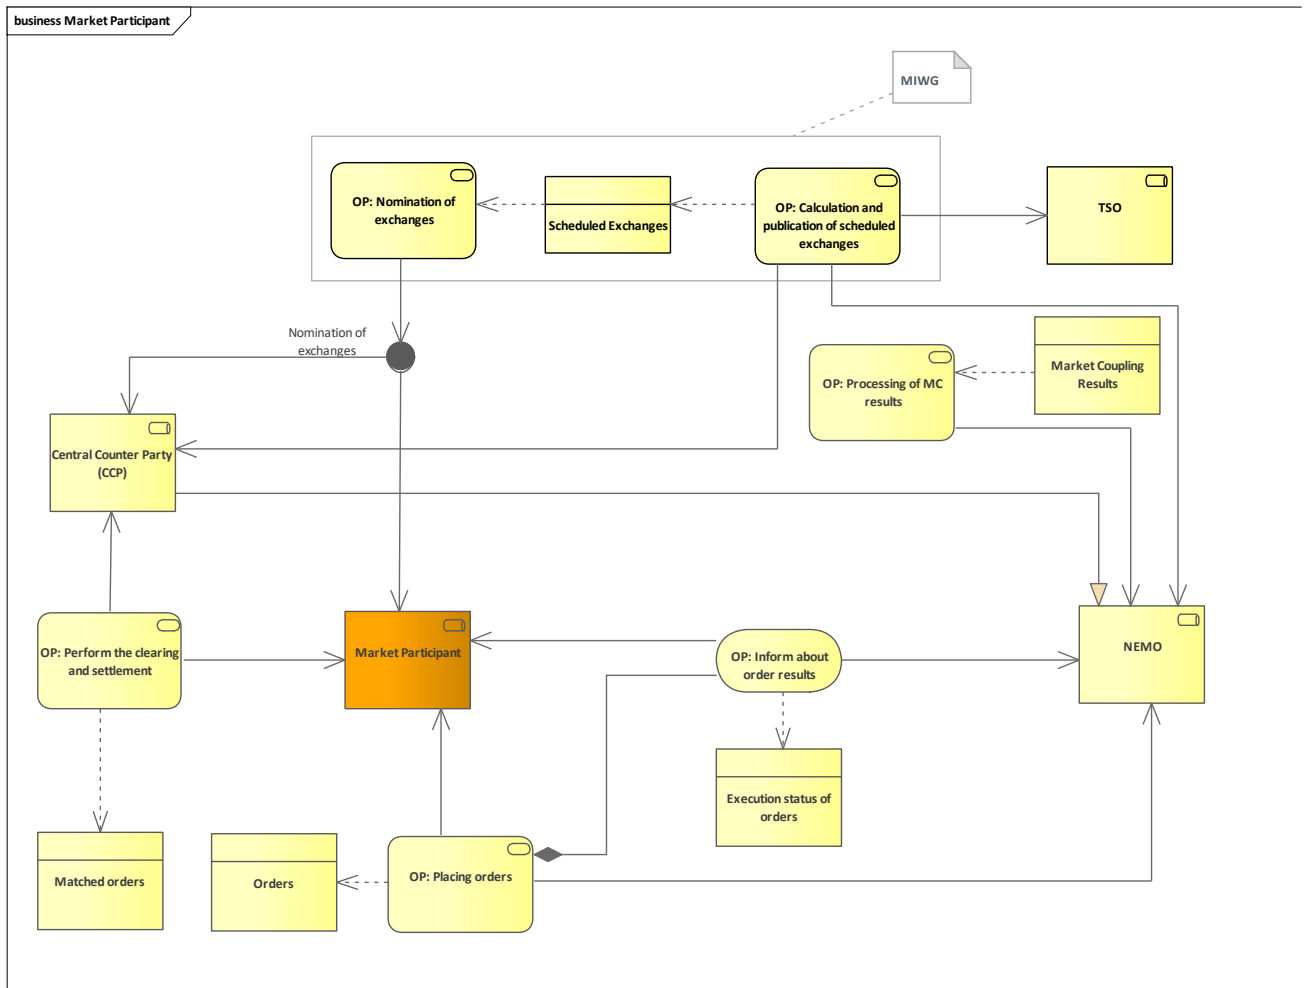 business Market Participant
MIWG
OP: Nomination of
exchanges
Scheduled Exchanges
OP: Calculation and
publication of scheduled
exchanges
TSO
Nomination of
exchanges
OP: Processing of MC
results
Market Coupling
Results
Central Counter Party
(CCP)
OP: Perform the clearing
and settlement
Market Participant
OP: Inform about
order results
NEMO
Execution status of
orders
Matched orders
Orders
OP: Placing orders